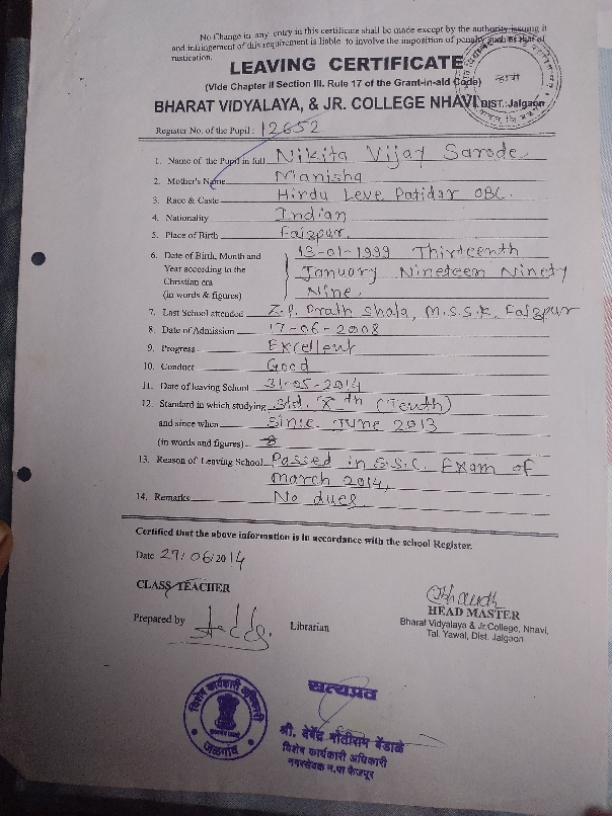 No Change in any entry in this certificate shall be made except by the authority issuing it
and infringement of this requirement is liable to involve the imposition of penalty such as that of
rustication.
LEAVING CERTIFICATE
(Vide Chapter II Section III. Rule 17 of the Grant-in-aid Code)
BHARAT VIDYALAYA, & JR. COLLEGE NHAVI, DIST: Jalgaon
Register No. of the Pupil: 12652
1. Name of the Pupil in full Nikita Vijay Sarode
2. Mother's Name Manisha
3. Race & Caste Hindu Leve Patidar OBC.
4. Nationality Indian
5. Place of Birth Faizpur.
6. Date of Birth, Month and 13-01-1999 Thirteenth
Year according to the January Nineteen Ninety
Christian era
(in words & figures) Nine.
7. Last School attended Z.P. Prath Shala, M.S.S.K. Faizpur
8. Date of Admission 17-06-2008
9. Progress Excellent
10. Conduct Good
11. Date of leaving School 31-05-2014
12. Standard in which studying Std. Xth (Tenth)
and since when Since June 2013
(in words and figures)
13. Reason of Leaving School Passed in S.S.C. Exam of
March 2014,
14. Remarks No dues
Certified that the above information is in accordance with the school Register.
Date 27/06/2014
CLASS TEACHER
Prepared by
Librarian
HEAD MASTER
Bharat Vidyalaya & Jr.College, Nhavi,
Tal. Yawal, Dist. Jalgaon
विशेष कार्यकारी अधिकारी
जळगांव
सत्यप्रत
श्री. देवेंद्र मोतीराम बेंडाळे
विशेष कार्यकारी अधिकारी
नगरसेवक न.पा फैजपूर